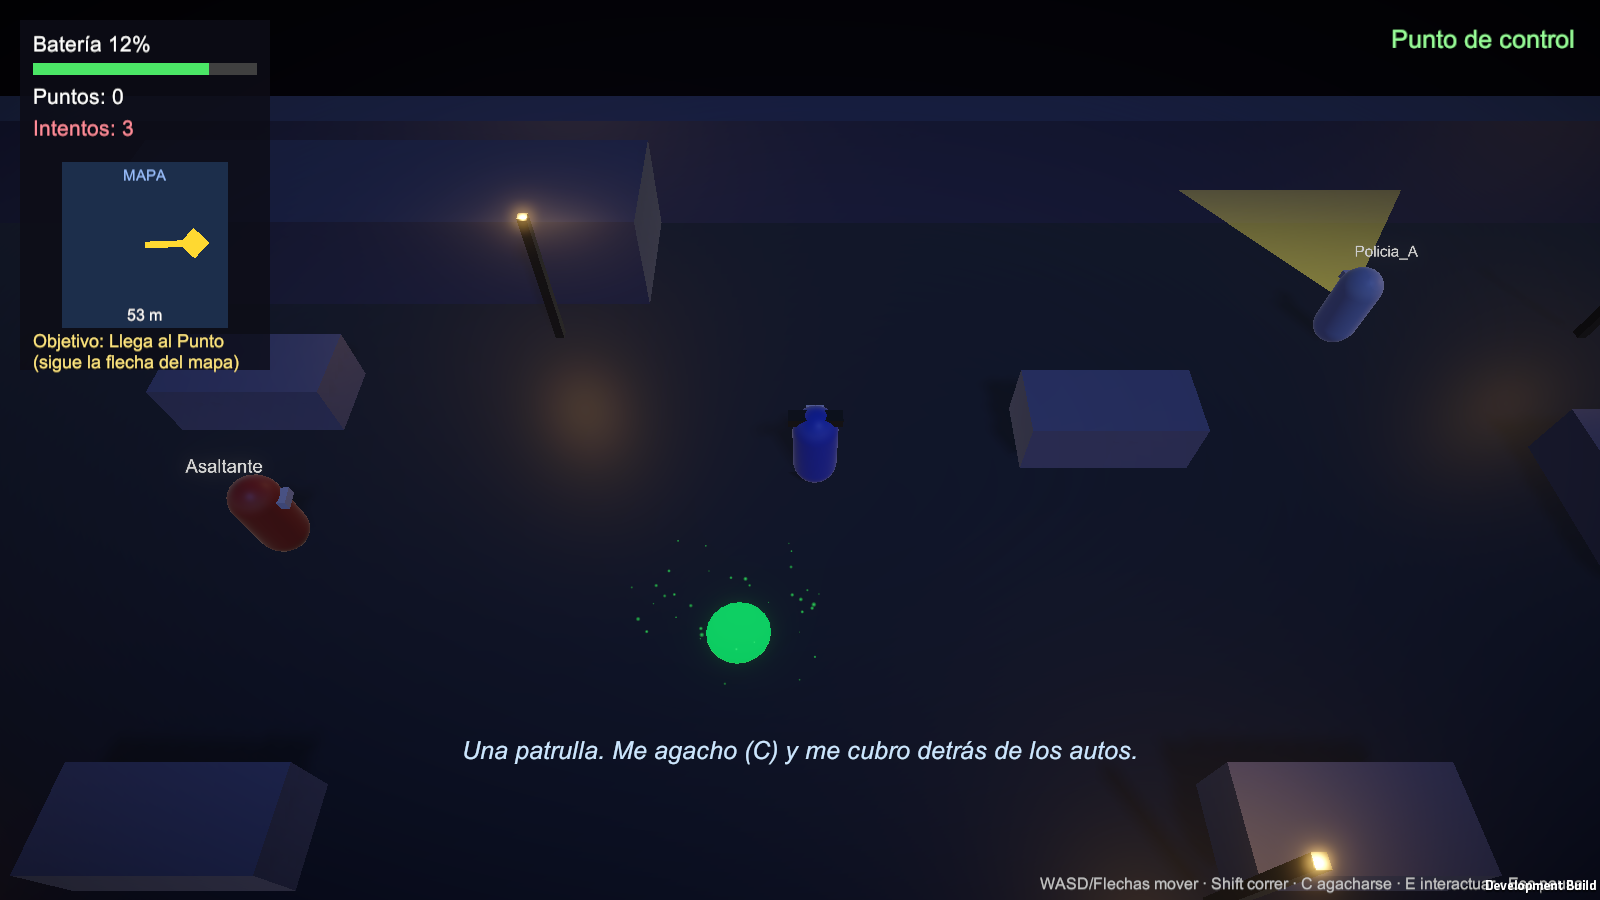 Batería 12%
Puntos: 0
Intentos: 3
MAPA
53 m
Objetivo: Llega al Punto
(sigue la flecha del mapa)
Punto de control
Policia_A
Asaltante
Una patrulla. Me agacho (C) y me cubro detrás de los autos.
WASD/Flechas mover · Shift correr · C agacharse · E interactuar
Development Build